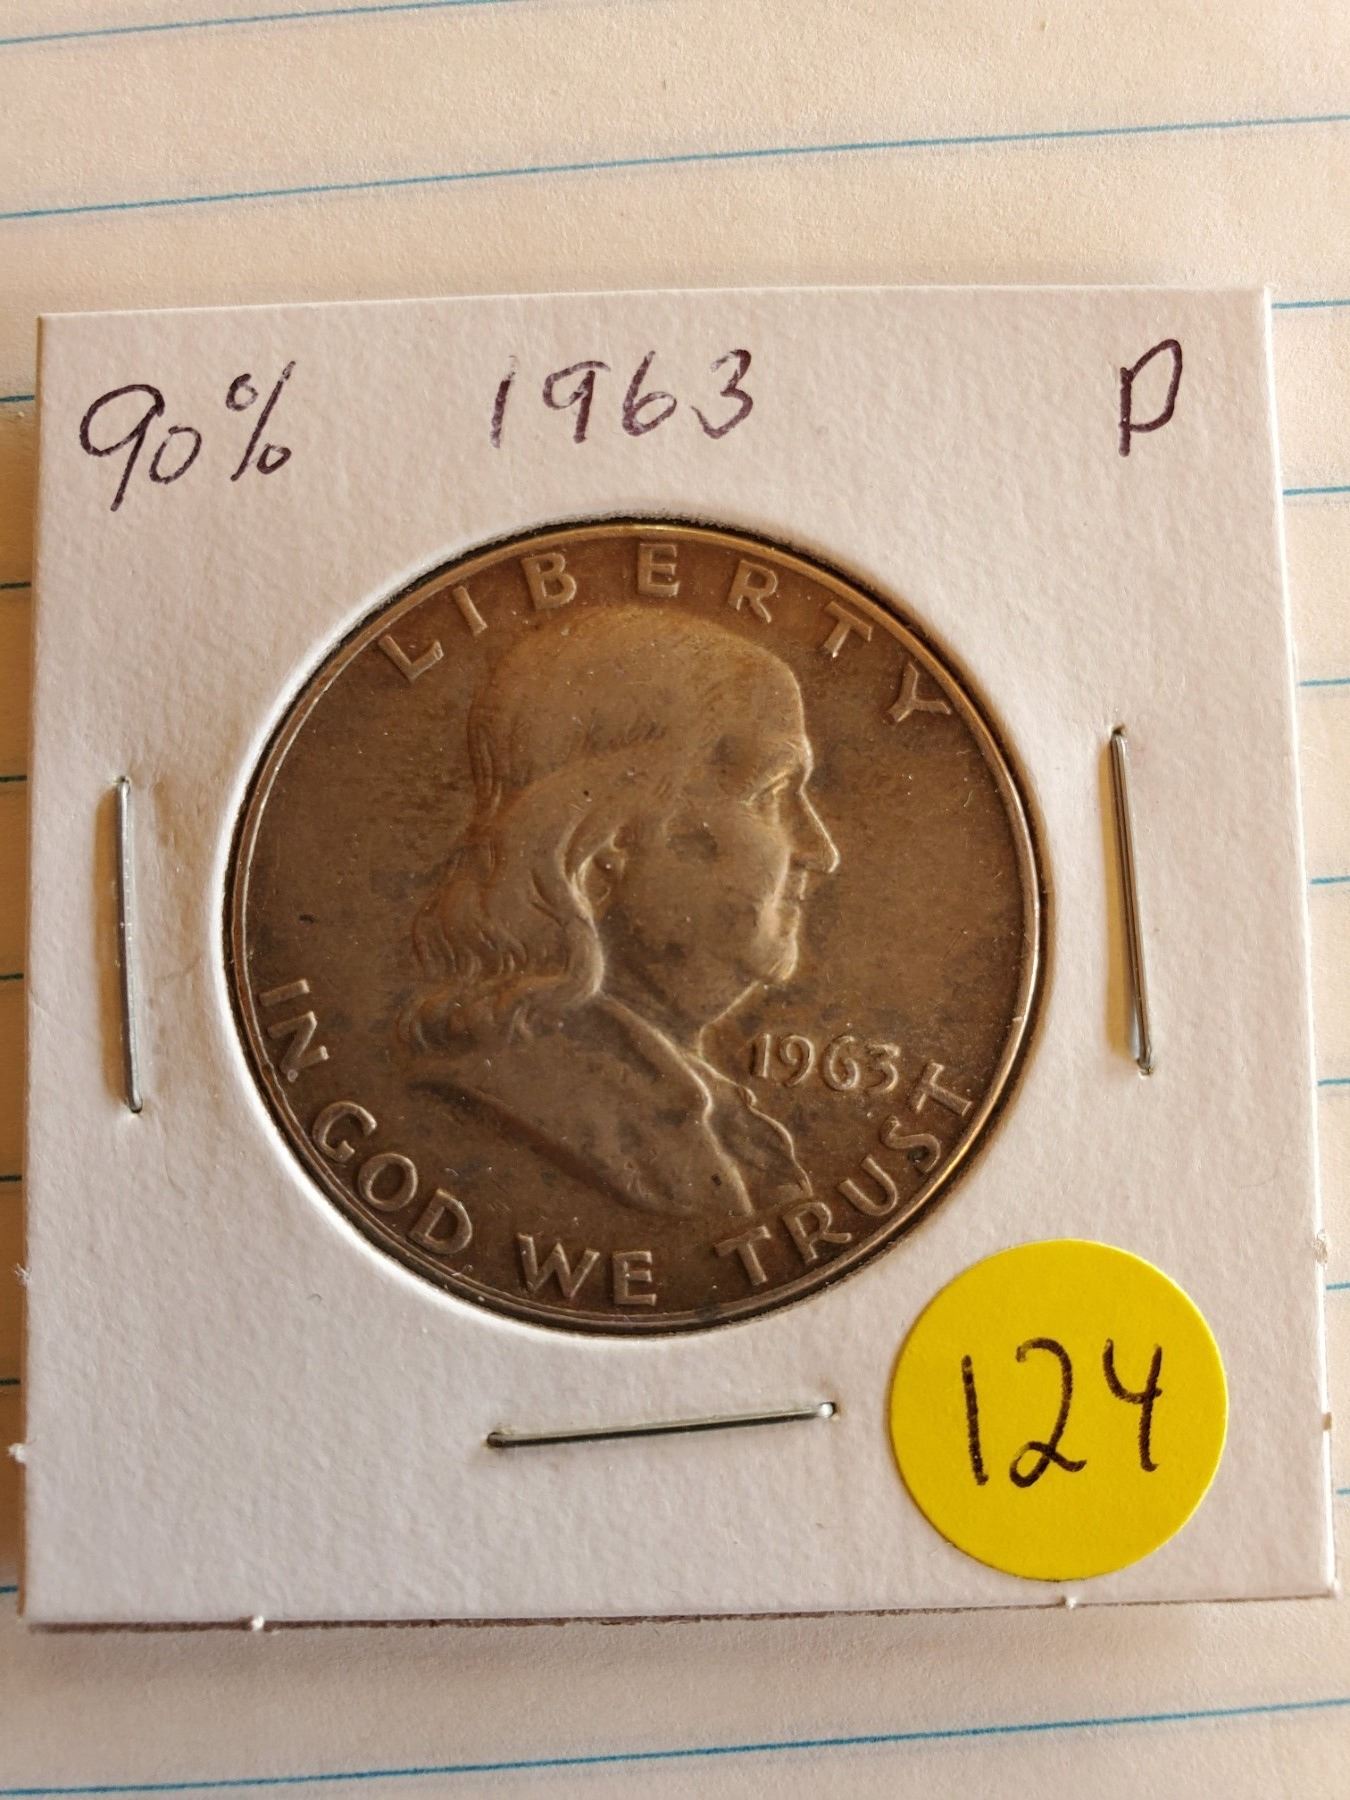 90% 1963 P
LIBERTY
1963
IN GOD WE TRUST
124